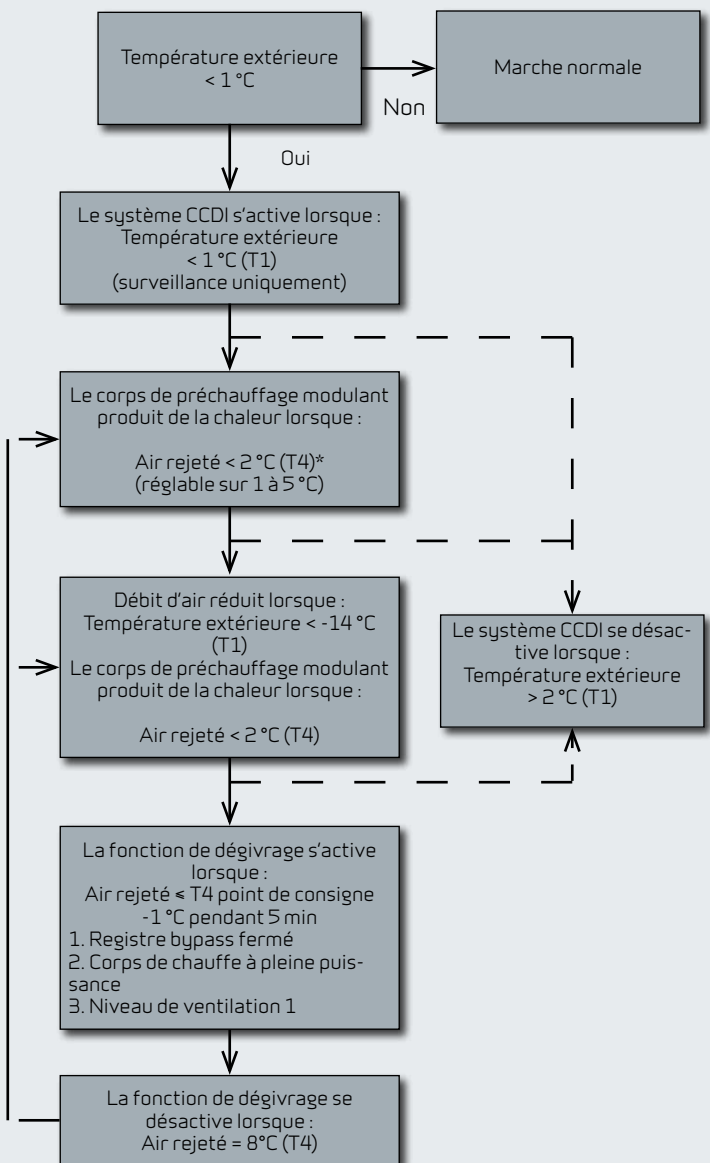 Température extérieure
< 1 °C
Marche normale
Non
Oui
Le système CCDI s'active lorsque :
Température extérieure
< 1 °C (T1)
(surveillance uniquement)
Le corps de préchauffage modulant
produit de la chaleur lorsque :
Air rejeté < 2 °C (T4)*
(réglable sur 1 à 5 °C)
Débit d'air réduit lorsque :
Température extérieure < -14 °C
(T1)
Le corps de préchauffage modulant
produit de la chaleur lorsque :
Air rejeté < 2 °C (T4)
Le système CCDI se désac-
tive lorsque :
Température extérieure
> 2 °C (T1)
La fonction de dégivrage s'active
lorsque :
Air rejeté ≤ T4 point de consigne
-1 °C pendant 5 min
1. Registre bypass fermé
2. Corps de chauffe à pleine puis-
sance
3. Niveau de ventilation 1
La fonction de dégivrage se
désactive lorsque :
Air rejeté = 8°C (T4)